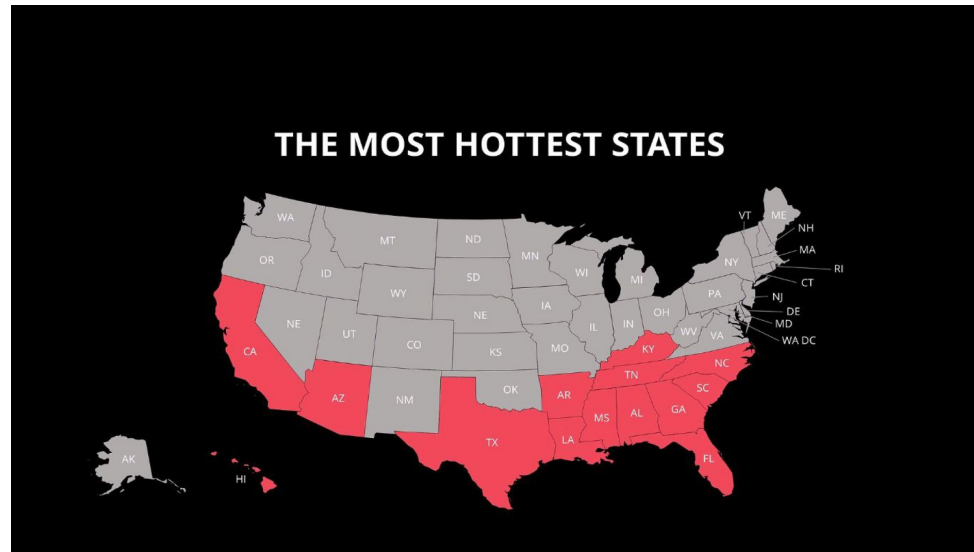 THE MOST HOTTEST STATES
WA
MT
ND
MN
VT
ME
NH
MA
OR
ID
SD
WI
MI
NY
RI
WY
CT
IA
PA
NJ
NE
NE
OH
DE
UT
IL
IN
MD
CO
WV
VA
WA DC
CA
KS
MO
KY
NC
TN
AZ
NM
OK
AR
SC
TX
MS
AL
GA
LA
FL
AK
HI